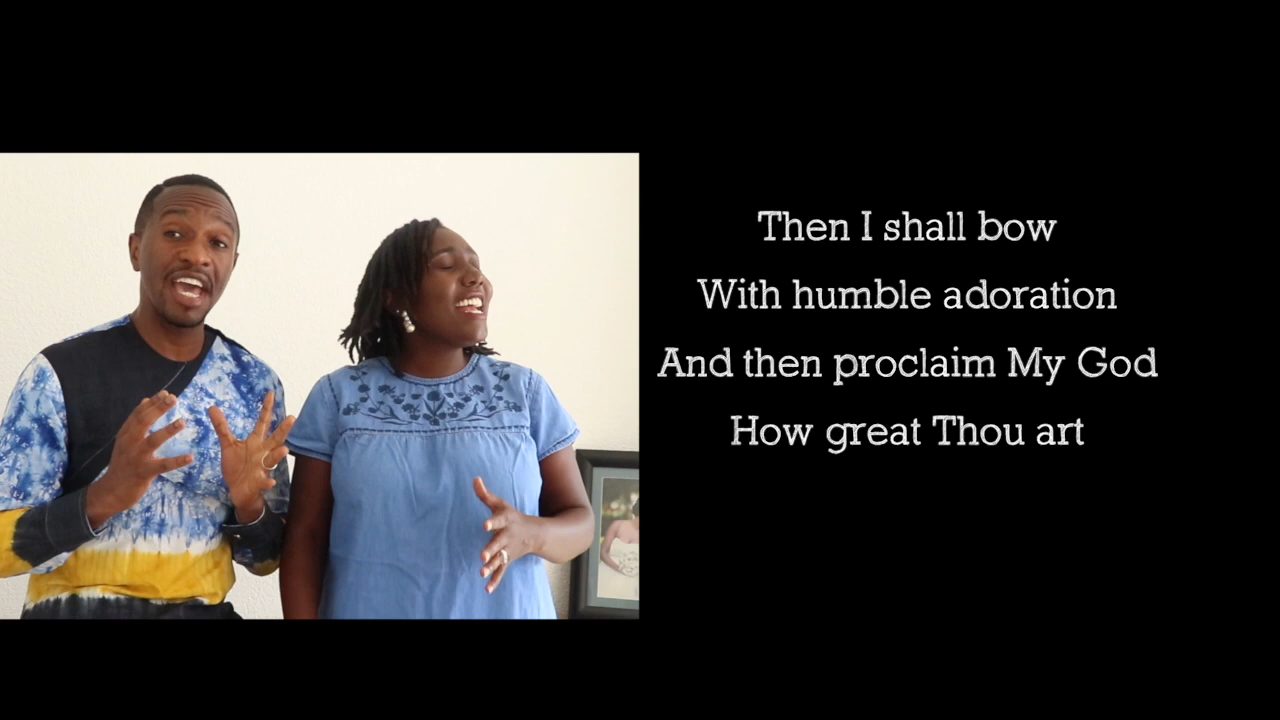 Then I shall bow
With humble adoration
And then proclaim My God
How great Thou art